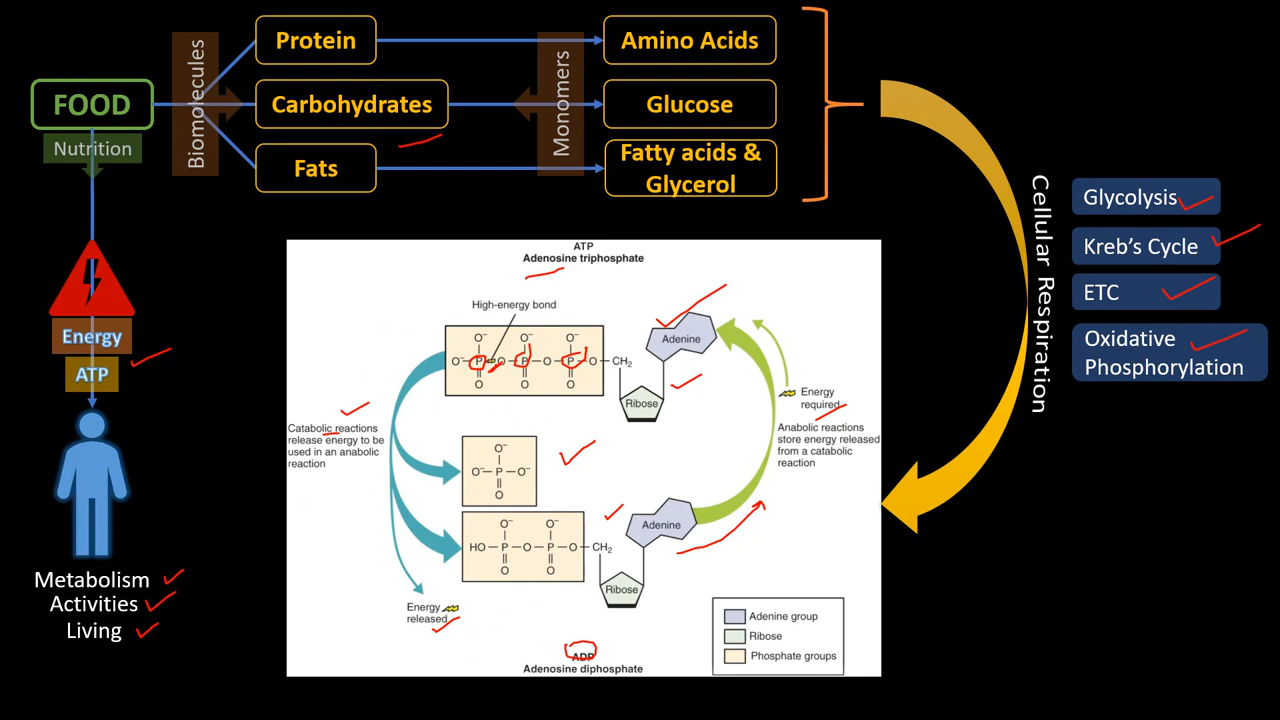 FOOD
Nutrition
Biomolecules
Protein
Carbohydrates
Fats
Monomers
Amino Acids
Glucose
Fatty acids &
Glycerol
Cellular Respiration
Glycolysis
Kreb's Cycle
ETC
Oxidative
Phosphorylation
Energy
ATP
Metabolism
Activities
Living
ATP
Adenosine triphosphate
High-energy bond
O⁻ O⁻ O⁻
O⁻ P O P O P O CH₂
O O O
Adenine
Ribose
Energy
required
Anabolic reactions
store energy released
from a catabolic
reaction
Catabolic reactions
release energy to be
used in an anabolic
reaction
O⁻
O⁻ P O⁻
O
O⁻ O⁻
HO P O P O CH₂
O O
Adenine
Ribose
Energy
released
ADP
Adenosine diphosphate
Adenine group
Ribose
Phosphate groups